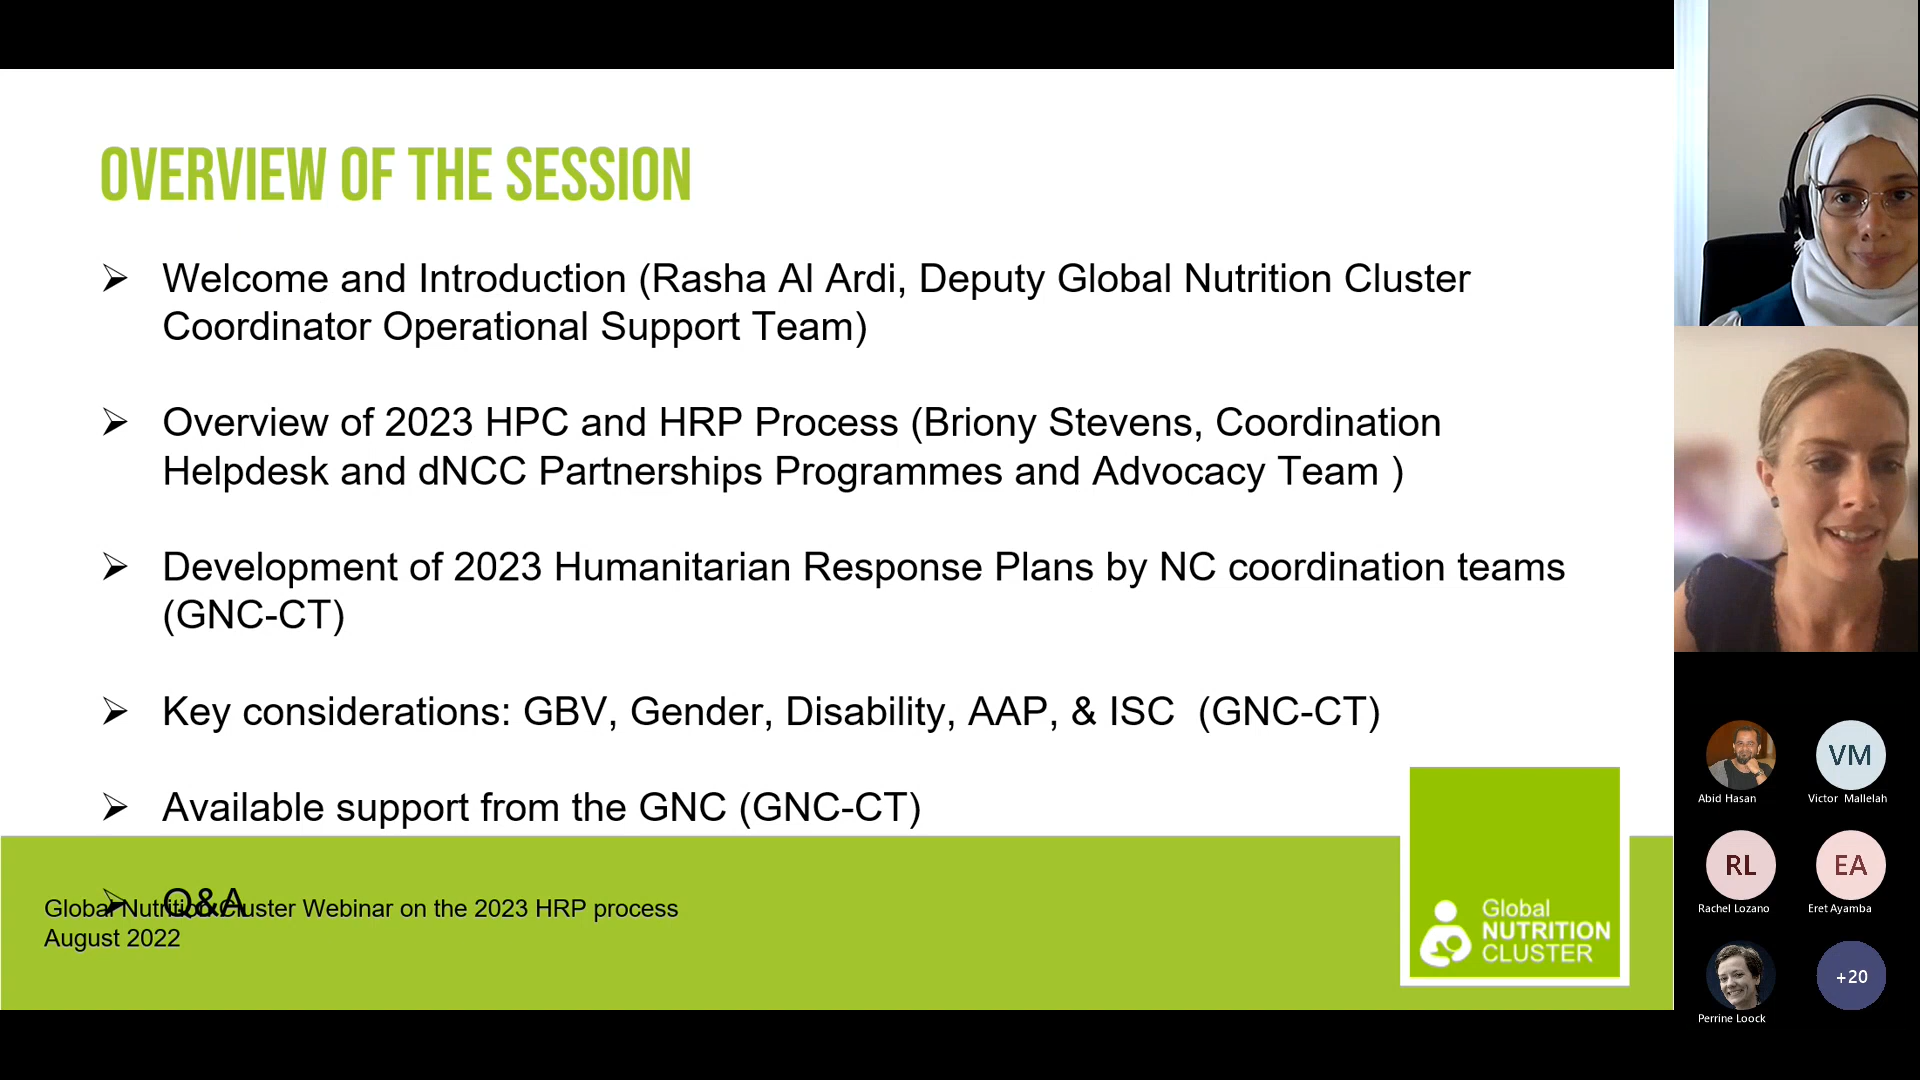 OVERVIEW OF THE SESSION
➢ Welcome and Introduction (Rasha Al Ardi, Deputy Global Nutrition Cluster
Coordinator Operational Support Team)
➢ Overview of 2023 HPC and HRP Process (Briony Stevens, Coordination
Helpdesk and dNCC Partnerships Programmes and Advocacy Team )
➢ Development of 2023 Humanitarian Response Plans by NC coordination teams
(GNC-CT)
➢ Key considerations: GBV, Gender, Disability, AAP, & ISC (GNC-CT)
➢ Available support from the GNC (GNC-CT)
➢ Q&A
Global Nutrition Cluster Webinar on the 2023 HRP process
August 2022
Global
NUTRITION
CLUSTER
VM
Abid Hasan
Victor Mallelah
RL
EA
Rachel Lozano
Eret Ayamba
+20
Perrine Loock